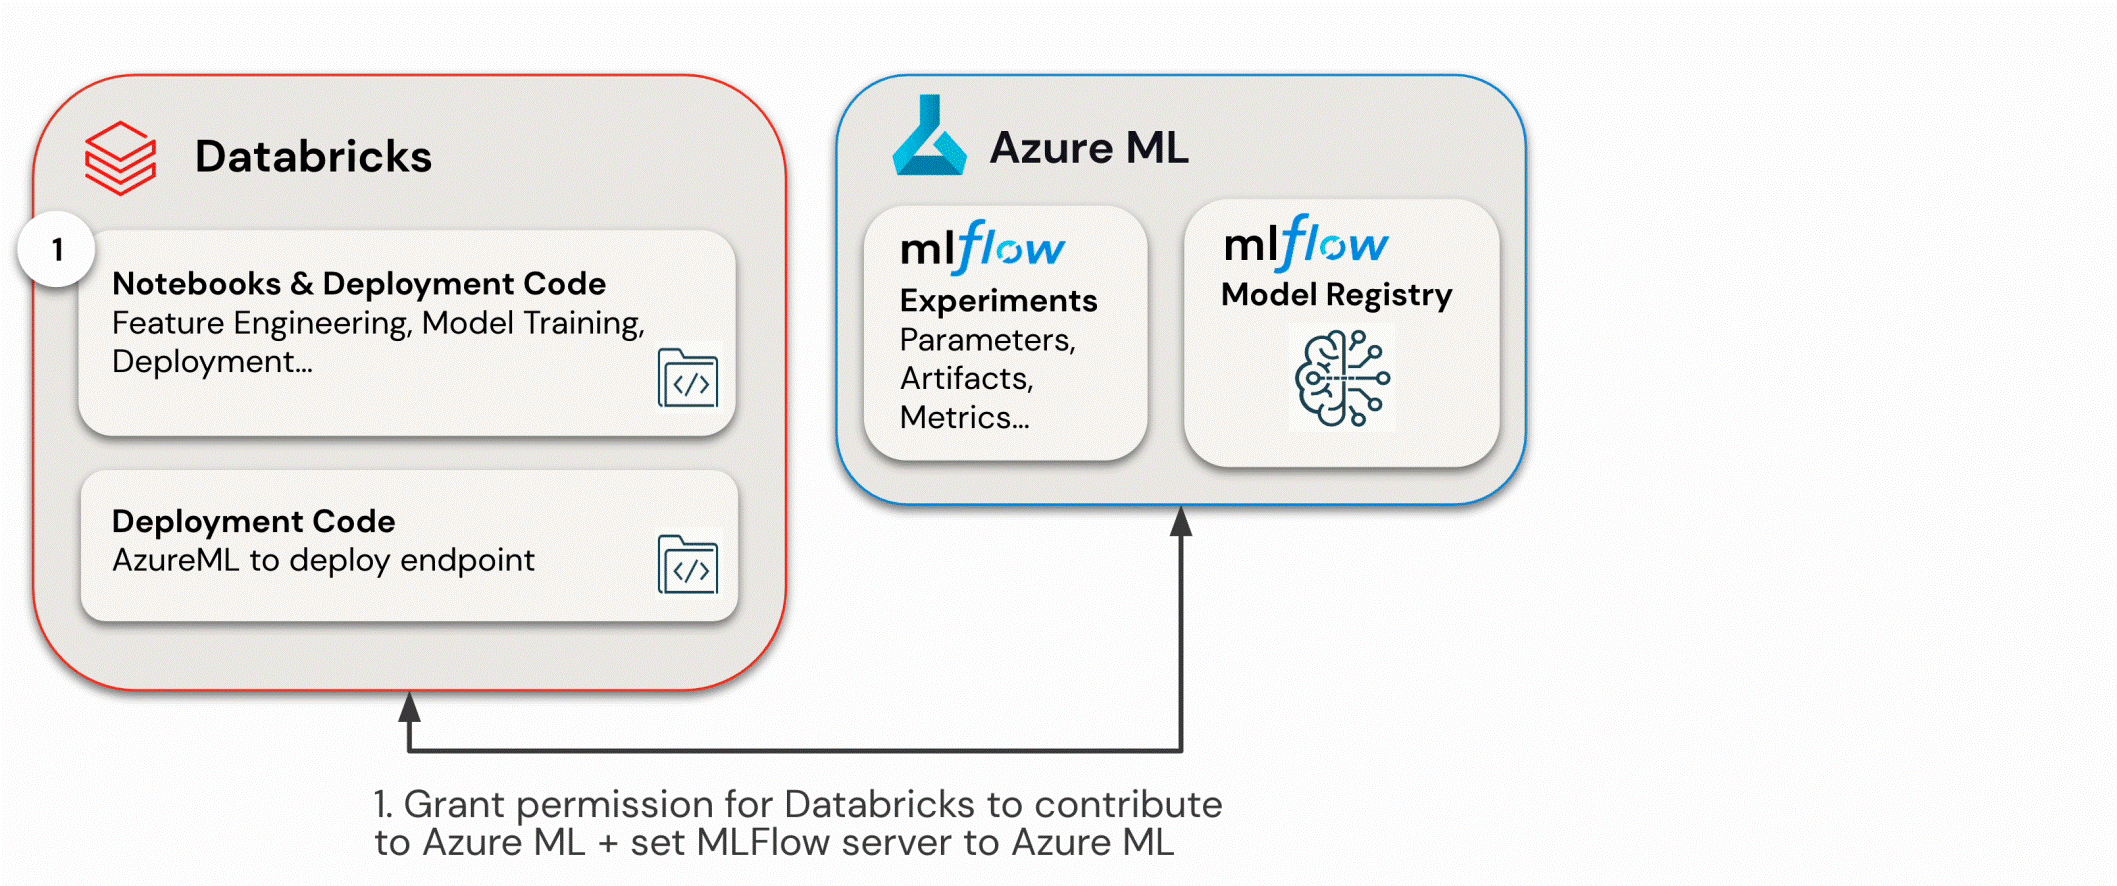 Databricks
1
Notebooks & Deployment Code
Feature Engineering, Model Training,
Deployment...
</>
Deployment Code
AzureML to deploy endpoint
</>
Azure ML
mlflow
Experiments
Parameters,
Artifacts,
Metrics...
mlflow
Model Registry
1. Grant permission for Databricks to contribute
to Azure ML + set MLFlow server to Azure ML